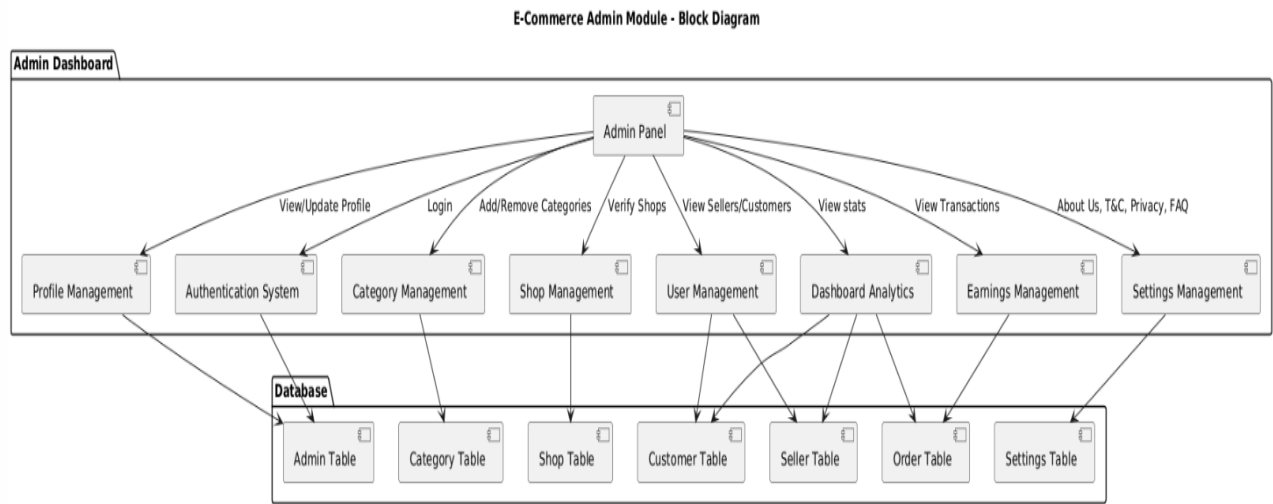 E-Commerce Admin Module - Block Diagram
Admin Dashboard
Admin Panel
View/Update Profile
Login
Add/Remove Categories
Verify Shops
View Sellers/Customers
View stats
View Transactions
About Us, T&C, Privacy, FAQ
Profile Management
Authentication System
Category Management
Shop Management
User Management
Dashboard Analytics
Earnings Management
Settings Management
Database
Admin Table
Category Table
Shop Table
Customer Table
Seller Table
Order Table
Settings Table